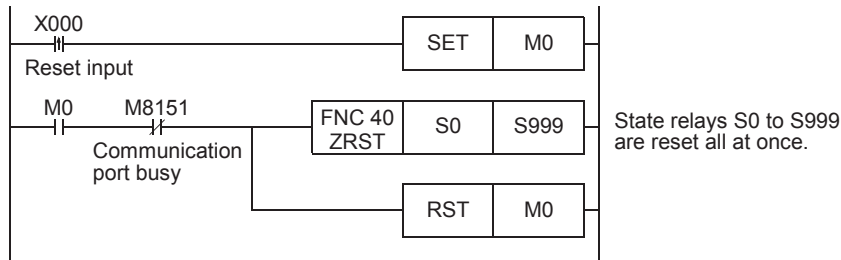 X000
SET M0
Reset input
M0 M8151
FNC 40
ZRST
S0 S999
State relays S0 to S999
are reset all at once.
Communication
port busy
RST M0